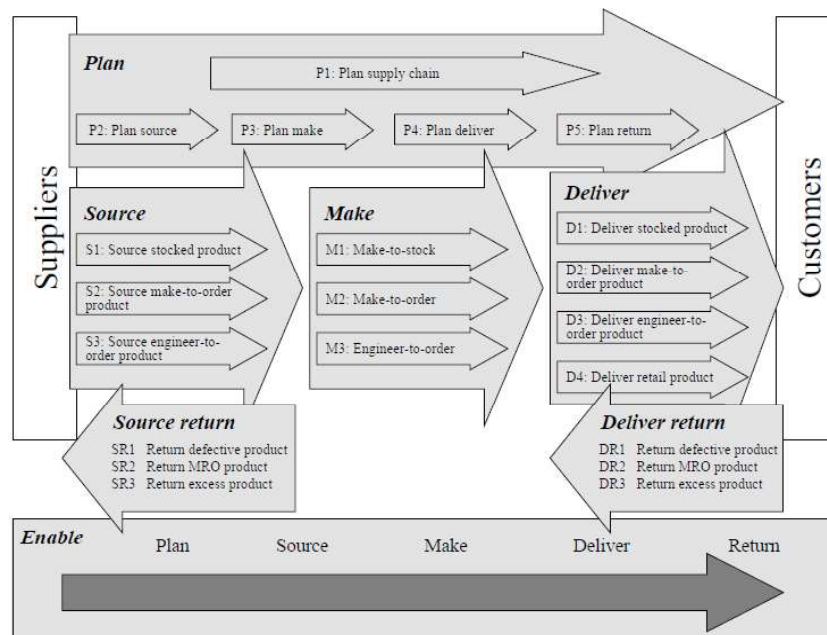 Suppliers
Customers
Plan
P1: Plan supply chain
P2: Plan source
P3: Plan make
P4: Plan deliver
P5: Plan return
Source
S1: Source stocked product
S2: Source make-to-order
product
S3: Source engineer-to-
order product
Make
M1: Make-to-stock
M2: Make-to-order
M3: Engineer-to-order
Deliver
D1: Deliver stocked product
D2: Deliver make-to-
order product
D3: Deliver engineer-to-
order product
D4: Deliver retail product
Source return
SR1 Return defective product
SR2 Return MRO product
SR3 Return excess product
Deliver return
DR1 Return defective product
DR2 Return MRO product
DR3 Return excess product
Enable
Plan Source Make Deliver Return